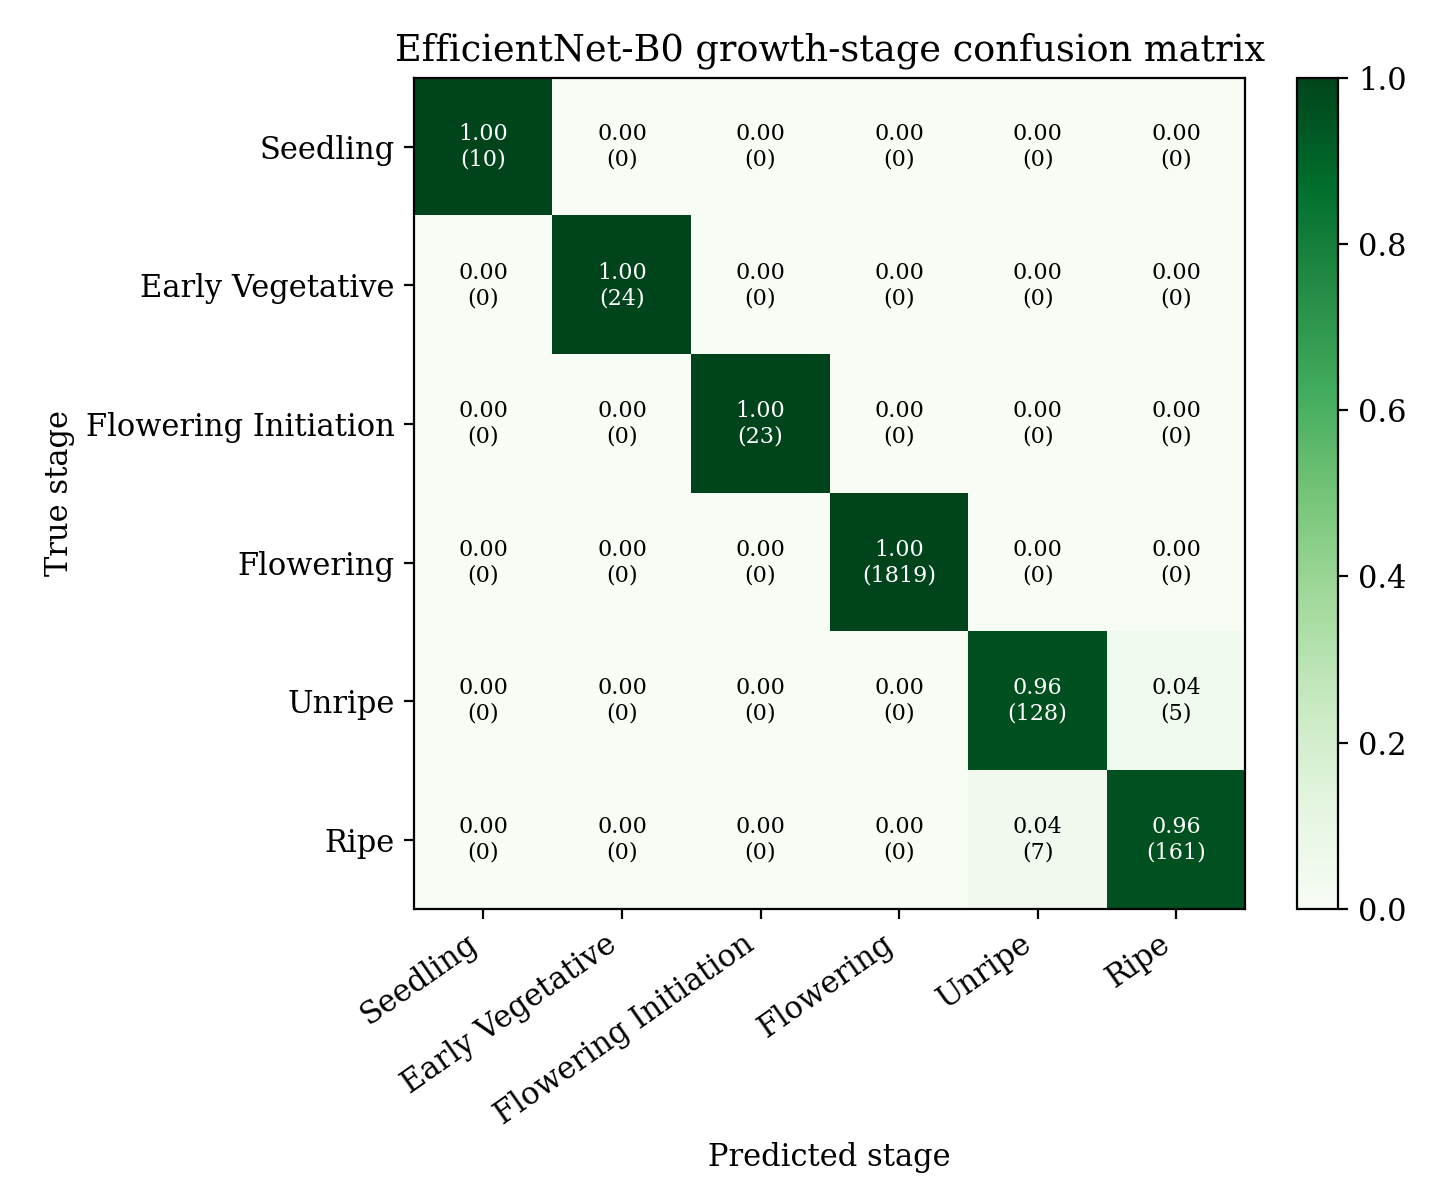 EfficientNet-B0 growth-stage confusion matrix
True stage
Seedling
1.00 0.00 0.00 0.00 0.00 0.00
(10) (0) (0) (0) (0) (0)
Early Vegetative
0.00 1.00 0.00 0.00 0.00 0.00
(0) (24) (0) (0) (0) (0)
Flowering Initiation
0.00 0.00 1.00 0.00 0.00 0.00
(0) (0) (23) (0) (0) (0)
Flowering
0.00 0.00 0.00 1.00 0.00 0.00
(0) (0) (0) (1819) (0) (0)
Unripe
0.00 0.00 0.00 0.00 0.96 0.04
(0) (0) (0) (0) (128) (5)
Ripe
0.00 0.00 0.00 0.00 0.04 0.96
(0) (0) (0) (0) (7) (161)
Seedling
Early Vegetative
Flowering Initiation
Flowering
Unripe
Ripe
Predicted stage
1.0
0.8
0.6
0.4
0.2
0.0